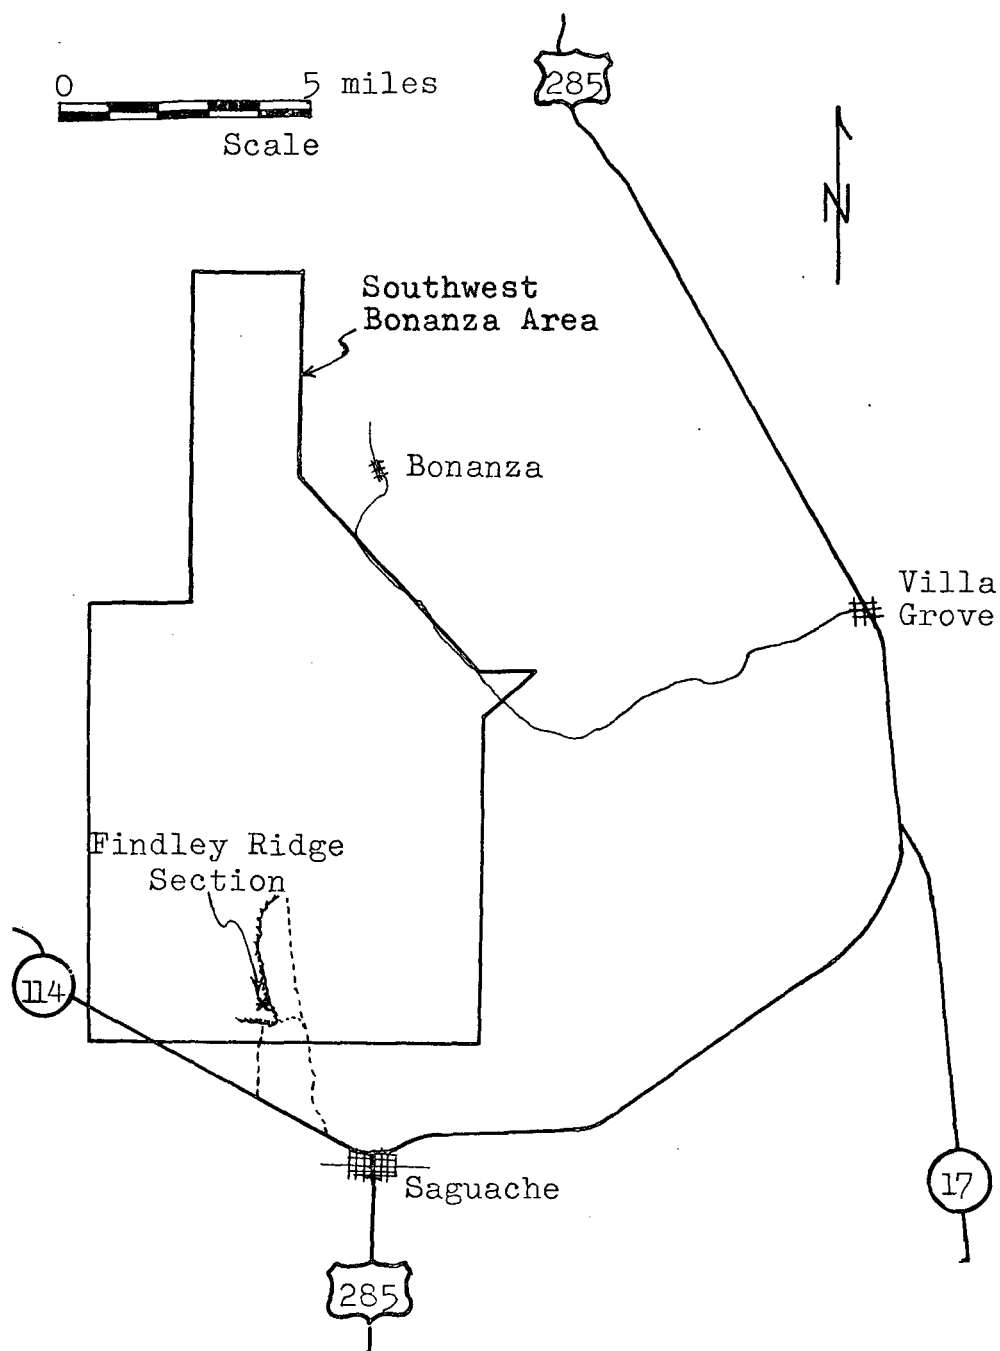 285
0 5 miles
Scale
N
Southwest
Bonanza Area
Bonanza
Villa
Grove
Findley Ridge
Section
114
17
Saguache
285